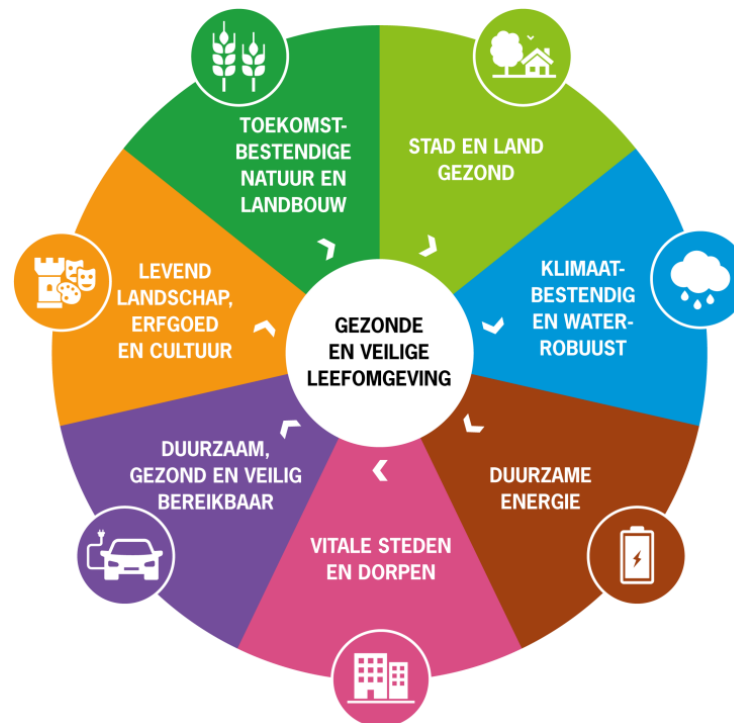 STAD EN LAND
GEZOND
KLIMAAT-
BESTENDIG
EN WATER-
ROBUUST
DUURZAME
ENERGIE
VITALE STEDEN
EN DORPEN
DUURZAAM,
GEZOND EN VEILIG
BEREIKBAAR
LEVEND
LANDSCHAP,
ERFGOED
EN CULTUUR
TOEKOMST-
BESTENDIGE
NATUUR EN
LANDBOUW
GEZONDE
EN VEILIGE
LEEFOMGEVING